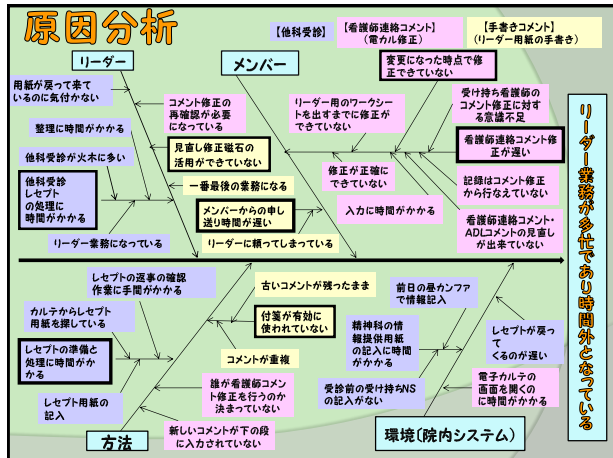 原因分析
【他科受診】
【看護師連絡コメント】
(電カル修正)
【手書きコメント】
(リーダー用紙の手書き)
リーダー
メンバー
用紙が戻って来て
いるのに気付かない
コメント修正の
再確認が必要
になっている
整理に時間がかかる
見直し修正磁石の
活用ができていない
他科受診が火木に多い
他科受診
レセプト
の処理に
時間がかかる
一番最後の業務になる
メンバーからの申し
送り時間が遅い
リーダー業務になっている
リーダーに頼ってしまっている
変更になった時点で修
正できていない
リーダー用のワークシー
トを出すまでに修正が
できていない
受け持ち看護師の
コメント修正に対す
る意識不足
看護師連絡コメント修
正が遅い
修正が正確に
できていない
記録はコメント修正
から行なえていない
入力に時間がかかる
看護師連絡コメント・
ADLコメントの見直し
が出来ていない
リーダー業務が多忙であり時間外となっている
レセプトの返事の確認
作業に手間がかかる
古いコメントが残ったまま
カルテからレセプト
用紙を探している
付箋が有効に
使われていない
レセプトの準備と
処理に時間がか
かる
コメントが重複
誰が看護師コメン
ト修正を行うのか
決まっていない
レセプト用紙の
記入
新しいコメントが下の段
に入力されていない
方法
前日の昼カンファ
で情報記入
精神科の情
報提供用紙
の記入に時間
がかかる
レセプトが戻っ
て
くるのが遅い
受診前の受け持ちNS
の記入がない
電子カルテの
画面を開くの
に時間がかかる
環境(院内システム)